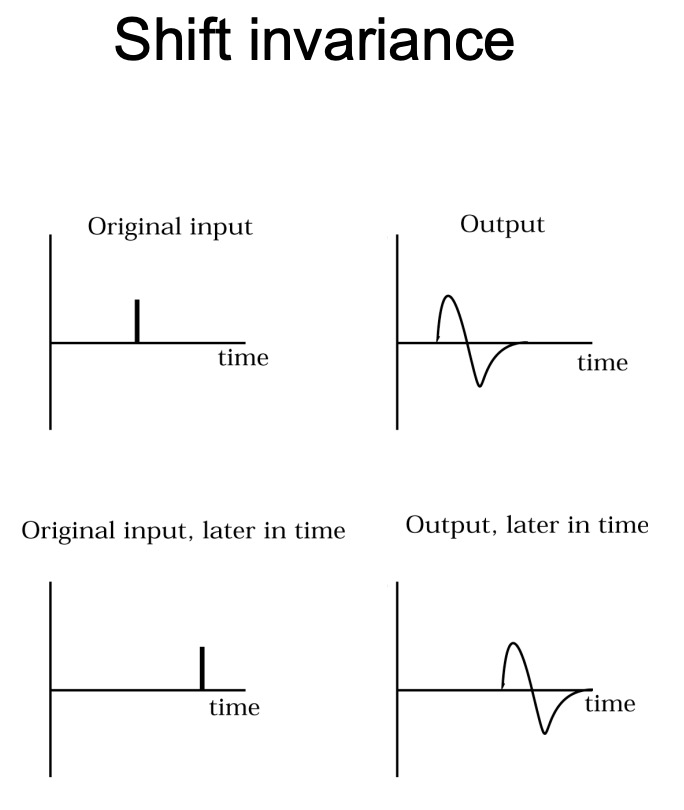 Shift invariance
Original input
Output
time
time
Original input, later in time
Output, later in time
time
time